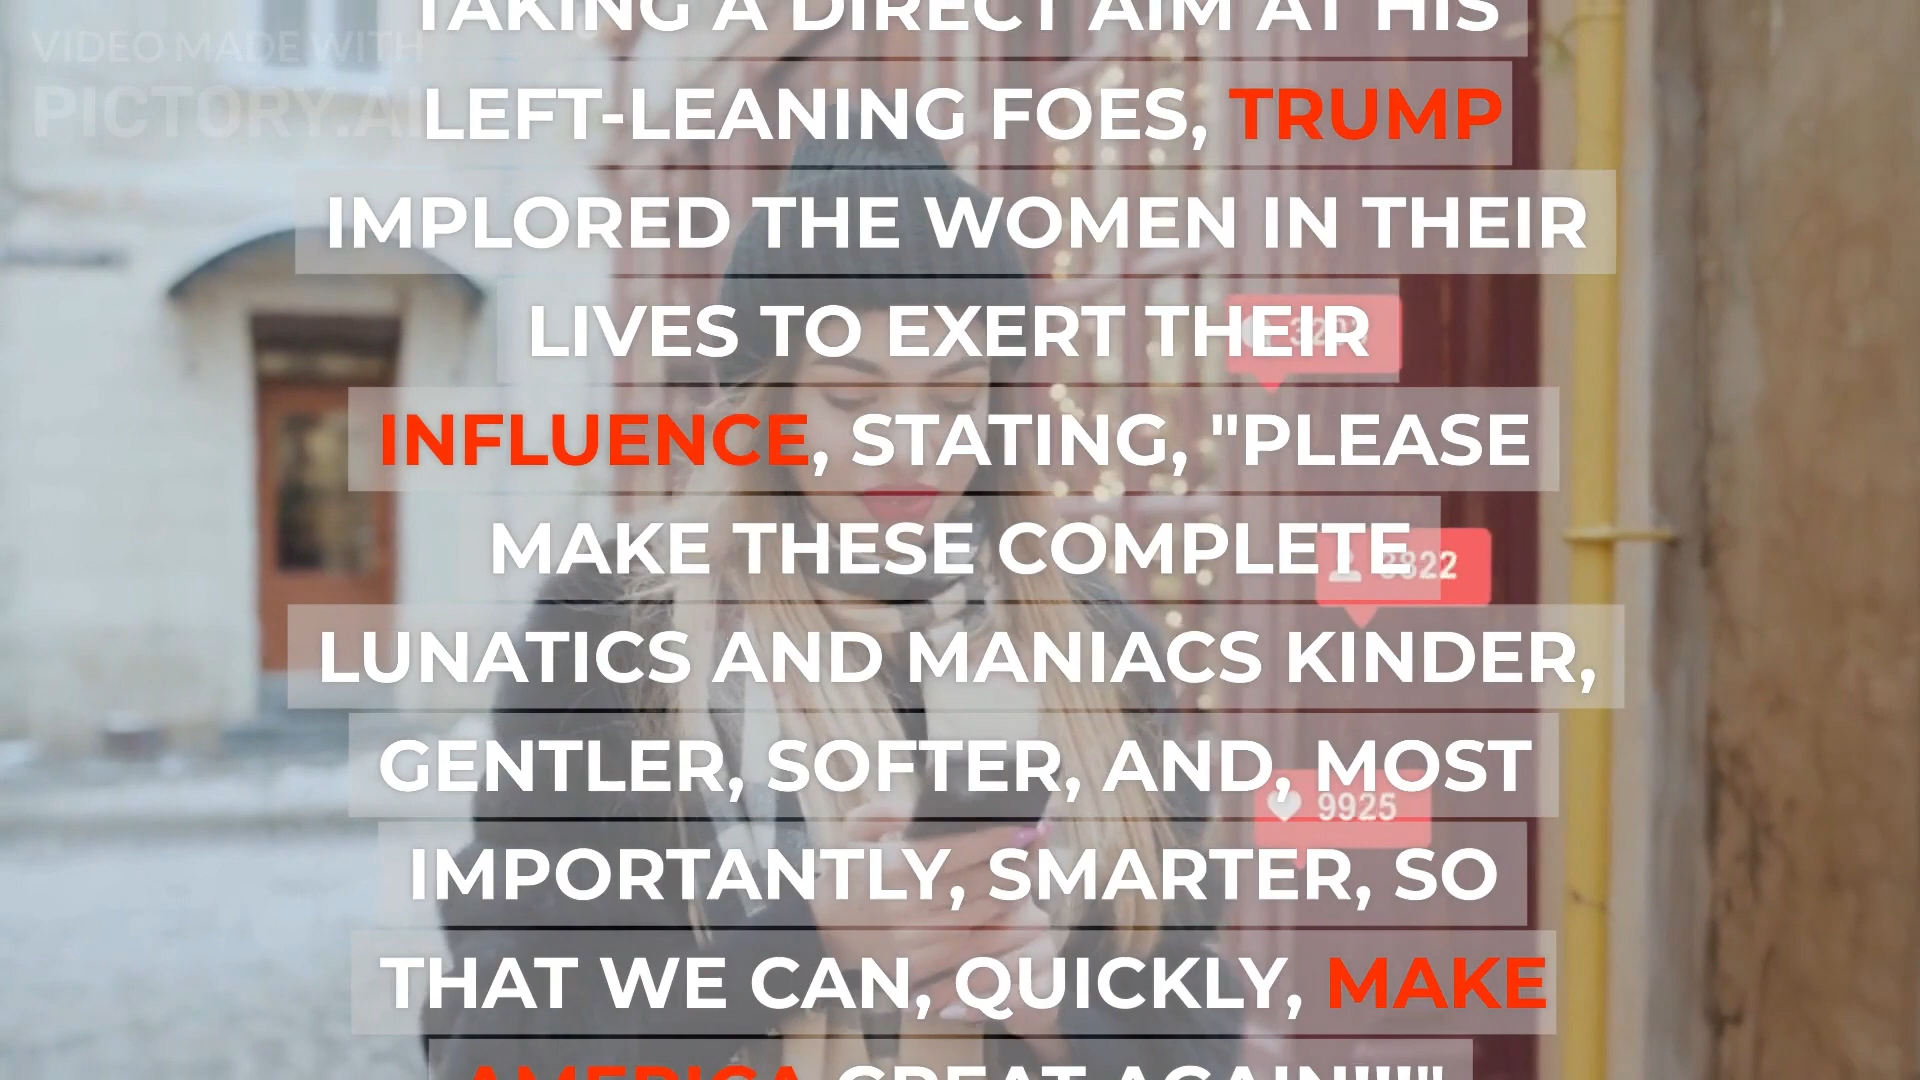 VIDEO MADE WITH
PICTORY.AI
TAKING A DIRECT AIM AT HIS
LEFT-LEANING FOES, TRUMP
IMPLORED THE WOMEN IN THEIR
LIVES TO EXERT THEIR
INFLUENCE, STATING, "PLEASE
MAKE THESE COMPLETE
LUNATICS AND MANIACS KINDER,
GENTLER, SOFTER, AND, MOST
IMPORTANTLY, SMARTER, SO
THAT WE CAN, QUICKLY, MAKE
AMERICA GREAT AGAIN!!!!"
3822
9925